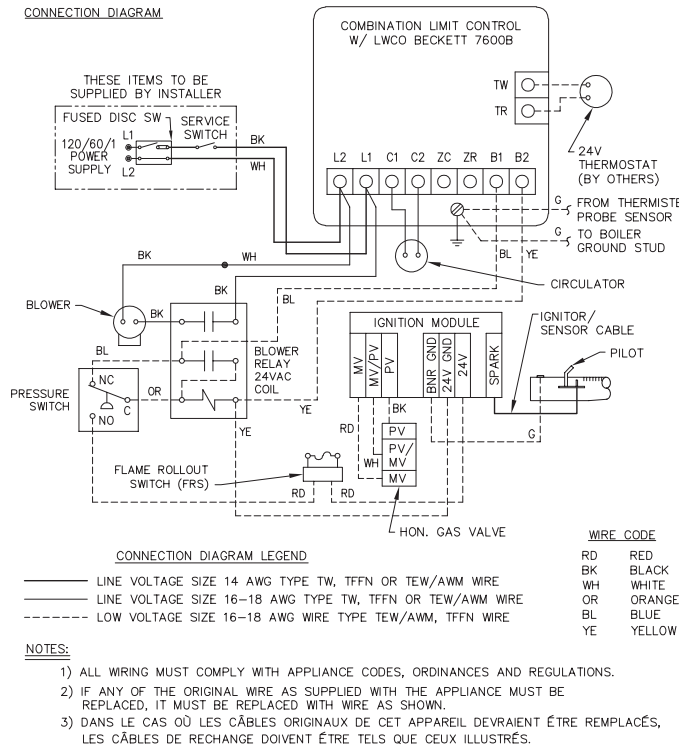 CONNECTION DIAGRAM
COMBINATION LIMIT CONTROL
W/ LWCO BECKETT 7600B
THESE ITEMS TO BE
SUPPLIED BY INSTALLER
FUSED DISC SW
SERVICE
SWITCH
L1
120/60/1
POWER
SUPPLY
L2
BK
WH
TW
TR
24V
THERMOSTAT
(BY OTHERS)
L2 L1 C1 C2 ZC ZR B1 B2
G
FROM THERMISTE
PROBE SENSOR
G
TO BOILER
GROUND STUD
BL YE
CIRCULATOR
BK WH
BK
BL
BLOWER
BK
BL
BLOWER
RELAY
24VAC
COIL
IGNITION MODULE
MV
MV/PV
PV
BNR GND
24V GND
24V
SPARK
IGNITOR/
SENSOR CABLE
PILOT
PRESSURE
SWITCH
NC
C
NO
OR
YE
YE
BK
RD
WH
PV
PV/
MV
MV
G
FLAME ROLLOUT
SWITCH (FRS)
RD RD
HON. GAS VALVE
CONNECTION DIAGRAM LEGEND
LINE VOLTAGE SIZE 14 AWG TYPE TW, TFFN OR TEW/AWM WIRE
LINE VOLTAGE SIZE 16-18 AWG TYPE TW, TFFN OR TEW/AWM WIRE
LOW VOLTAGE SIZE 16-18 AWG WIRE TYPE TEW/AWM, TFFN WIRE
WIRE CODE
RD RED
BK BLACK
WH WHITE
OR ORANGE
BL BLUE
YE YELLOW
NOTES:
1) ALL WIRING MUST COMPLY WITH APPLIANCE CODES, ORDINANCES AND REGULATIONS.
2) IF ANY OF THE ORIGINAL WIRE AS SUPPLIED WITH THE APPLIANCE MUST BE
REPLACED, IT MUST BE REPLACED WITH WIRE AS SHOWN.
3) DANS LE CAS OÙ LES CÃBLES ORIGINAUX DE CET APPAREIL DEVRAIENT ÉTRE REMPLACÉS,
LES CÃBLES DE RECHANGE DOIVENT ÉTRE TELS QUE CEUX ILLUSTRÉS.